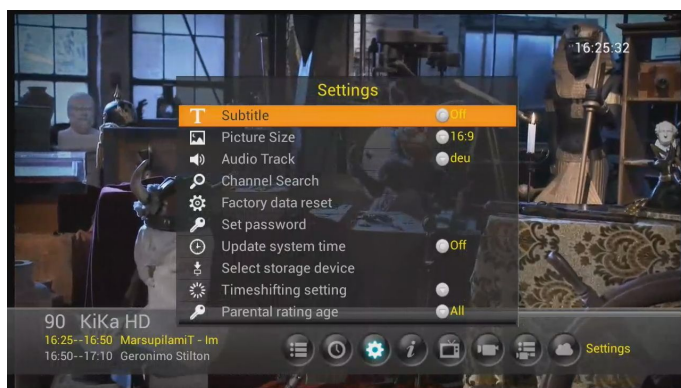 16:25:32
Settings
Subtitle Off
Picture Size 16:9
Audio Track deu
Channel Search
Factory data reset
Set password
Update system time Off
Select storage device
Timeshifting setting
Parental rating age All
90 KiKa HD
16:25--16:50 MarsupilamiT - Im
16:50--17:10 Geronimo Stilton
Settings